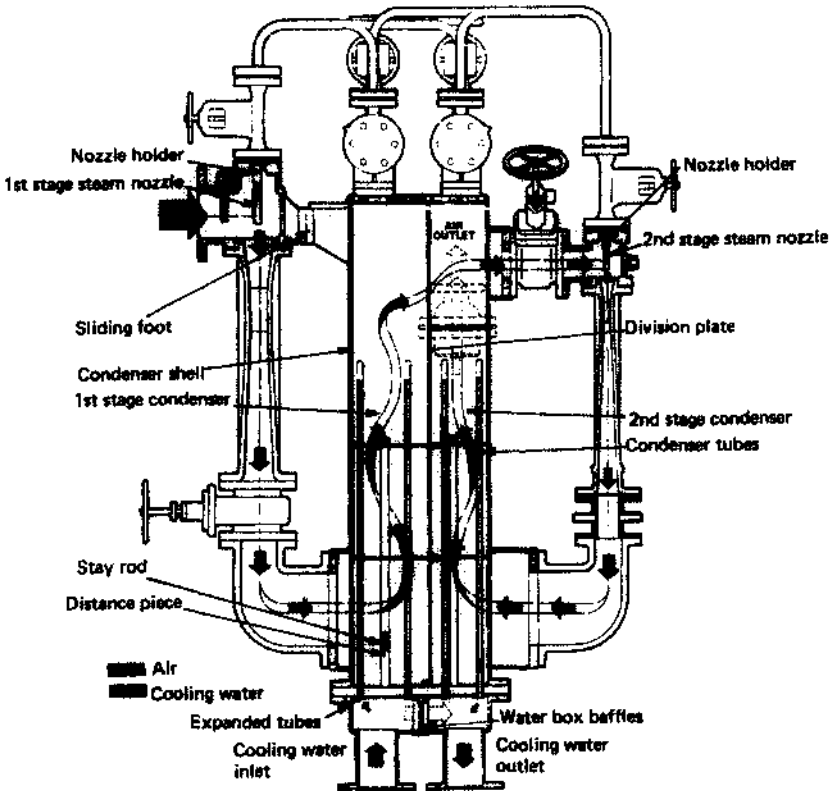 Nozzle holder
1st stage steam nozzle
Nozzle holder
2nd stage steam nozzle
AIR
OUTLET
Sliding foot
Division plate
Condenser shell
1st stage condenser
2nd stage condenser
Condenser tubes
Stay rod
Distance piece
Air
Cooling water
Expanded tubes
Water box baffles
Cooling water
inlet
Cooling water
outlet